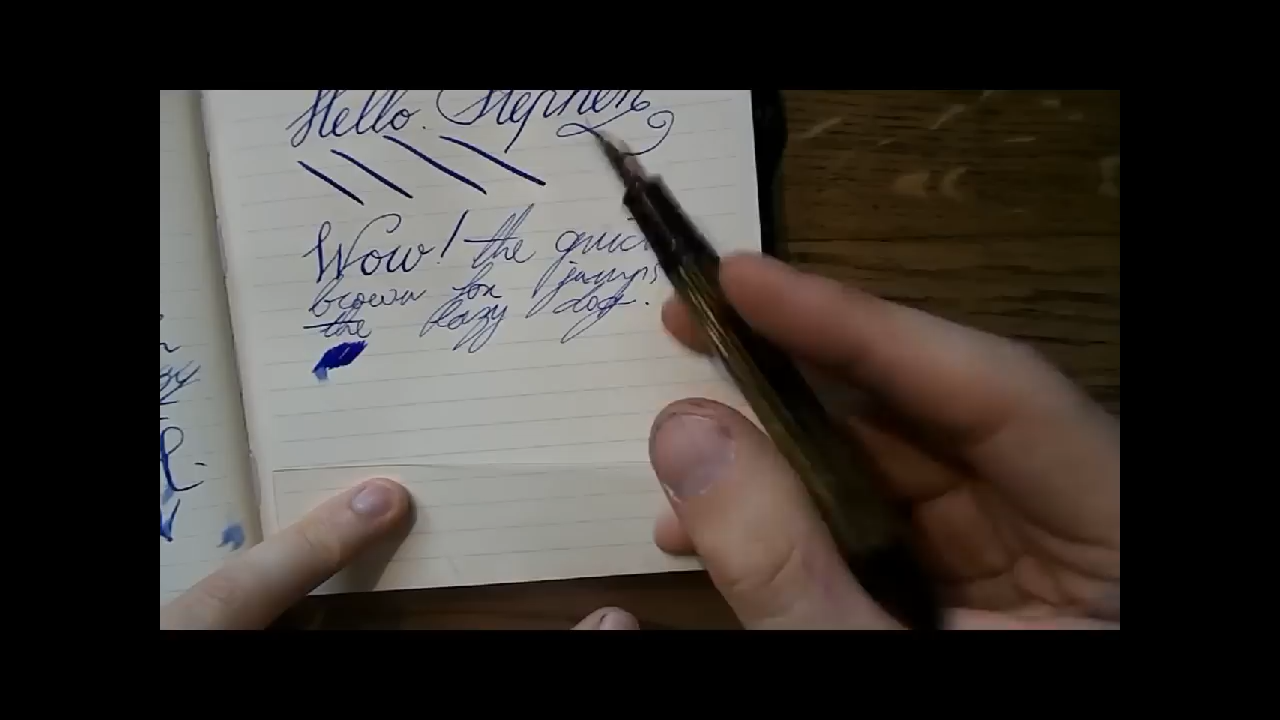 Hello. Stephen
Wow! the quick
brown fox jumps
the lazy dog.